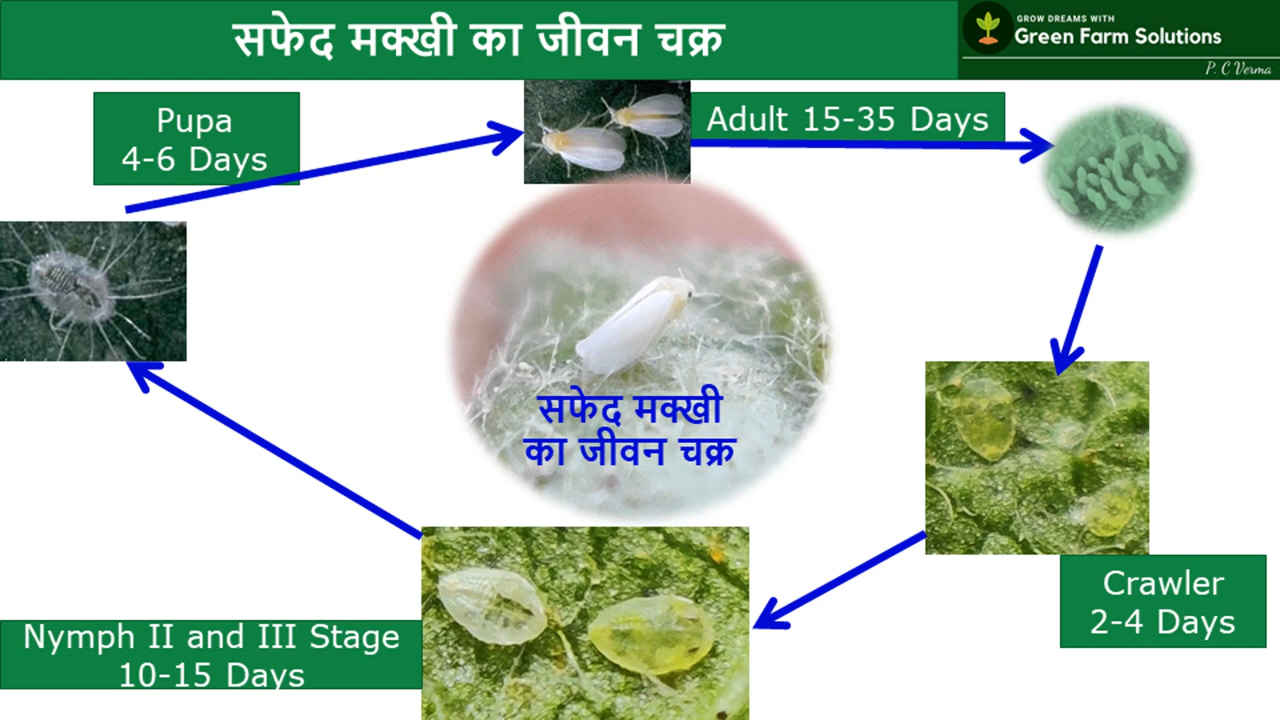 सफेद मक्खी का जीवन चक्र
GROW DREAMS WITH
Green Farm Solutions
P. C Verma
Pupa
4-6 Days
Adult 15-35 Days
सफेद मक्खी
का जीवन चक्र
Crawler
2-4 Days
Nymph II and III Stage
10-15 Days